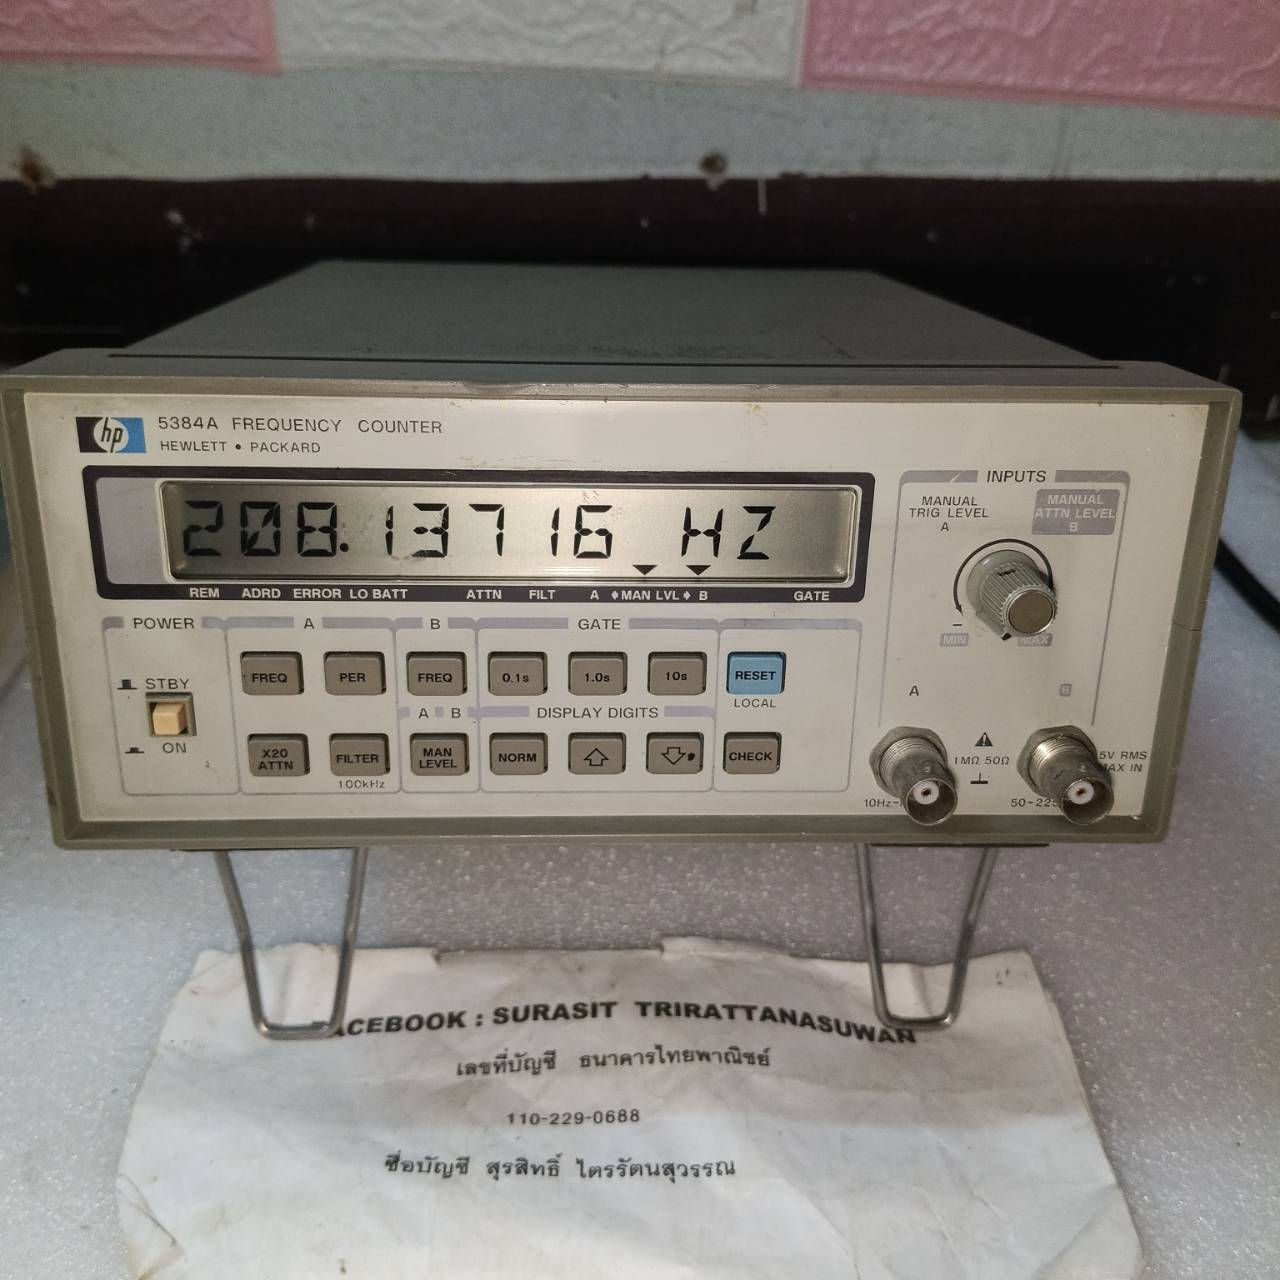 hp
5384A FREQUENCY COUNTER
HEWLETT • PACKARD
208.13716 HZ
REM ADRD ERROR LO BATT ATTN FILT A MAN LVL B GATE
INPUTS
MANUAL TRIG LEVEL A
MANUAL ATTN LEVEL B
MIN MAX
POWER
STBY
ON
A
B
GATE
FREQ PER FREQ 0.1s 1.0s 10s RESET
LOCAL
A B
DISPLAY DIGITS
X20 ATTN FILTER MAN LEVEL NORM CHECK
100kHz
A
B
1MΩ 50Ω
5V RMS
MAX IN
10Hz-
50-225
ACEBOOK : SURASIT TRIRATTANASUWAN
เลขที่บัญชี ธนาคารไทยพาณิชย์
110-229-0688
ชื่อบัญชี สุรสิทธิ์ ไตรรัตนสุวรรณ